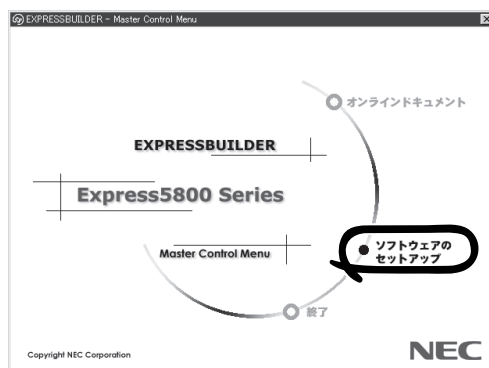 EXPRESSBUILDER - Master Control Menu
オンラインドキュメント
EXPRESSBUILDER
Express5800 Series
ソフトウェアの
セットアップ
Master Control Menu
終了
Copyright NEC Corporation
NEC